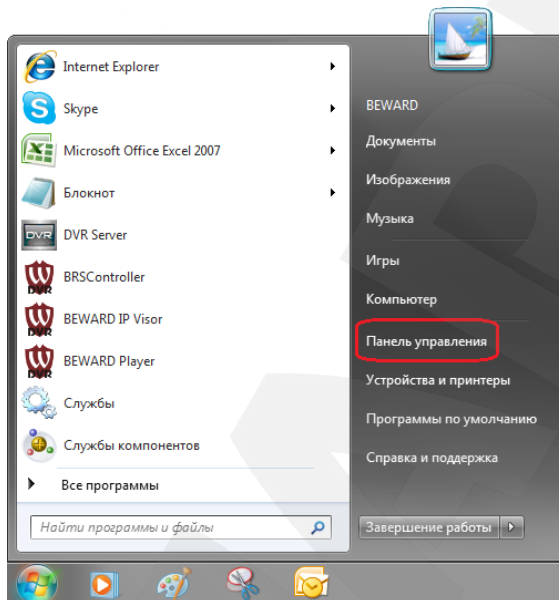 Internet Explorer
Skype
Microsoft Office Excel 2007
Блокнот
DVR Server
BRSController
BEWARD IP Visor
BEWARD Player
Службы
Службы компонентов
Все программы
Найти программы и файлы
BEWARD
Документы
Изображения
Музыка
Игры
Компьютер
Панель управления
Устройства и принтеры
Программы по умолчанию
Справка и поддержка
Завершение работы